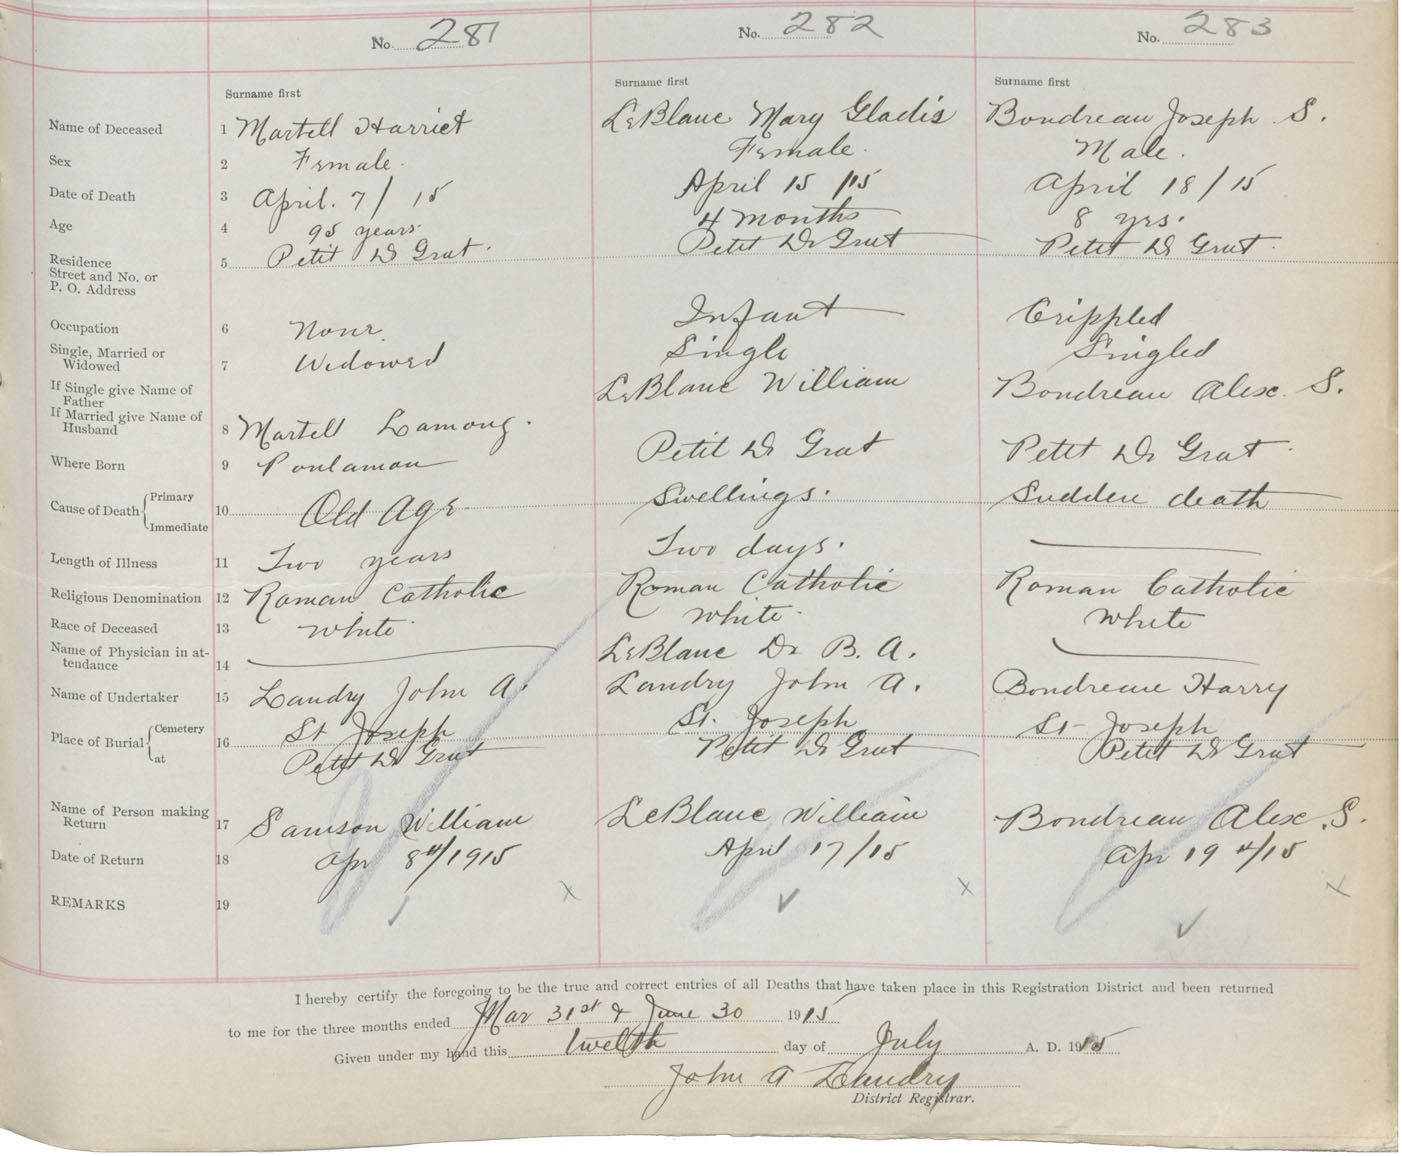 No. 281 No. 282 No. 283
Surname first Surname first Surname first
Name of Deceased 1 Martell Harriet LeBlanc Mary Gladis Bondreau Joseph S.
Sex 2 Female. Female. Male.
Date of Death 3 April. 7/15 April 15/15 April 18/15
Age 4 95 years. 4 months 8 yrs.
Residence
Street and No. or
P. O. Address 5 Petit De Grat. Petit De Grat Petit De Grat.
Occupation 6 None. Infant Crippled
Single, Married or
Widowed 7 Widowed Single Singled
If Single give Name of
Father LeBlanc William Bondreau Alex S.
If Married give Name of
Husband 8 Martell Lamong.
Where Born 9 Poulamon Petit De Grat Petit De Grat.
Cause of Death { Primary
Immediate 10 Old Age. Swellings. Sudden death
Length of Illness 11 Two years Two days.
Religious Denomination 12 Roman Catholic Roman Catholic Roman Catholic
Race of Deceased 13 White. White. White
Name of Physician in at-
tendance 14 LeBlanc Dr B. A.
Name of Undertaker 15 Landry John A. Landry John A. Bondreau Harry
Place of Burial { Cemetery
at 16 St Joseph St. Joseph St- Joseph
Petit De Grat Petit De Grat Petit De Grat
Name of Person making
Return 17 Samson William LeBlanc William Bondreau Alex. S.
Date of Return 18 Apr 8th/1915 April 17/15 Apr 19th/15
REMARKS 19
I hereby certify the foregoing to be the true and correct entries of all Deaths that have taken place in this Registration District and been returned
to me for the three months ended Mar 31st & June 30 1915
Given under my hand this twelth day of July A. D. 1915
John A Landry
District Registrar.